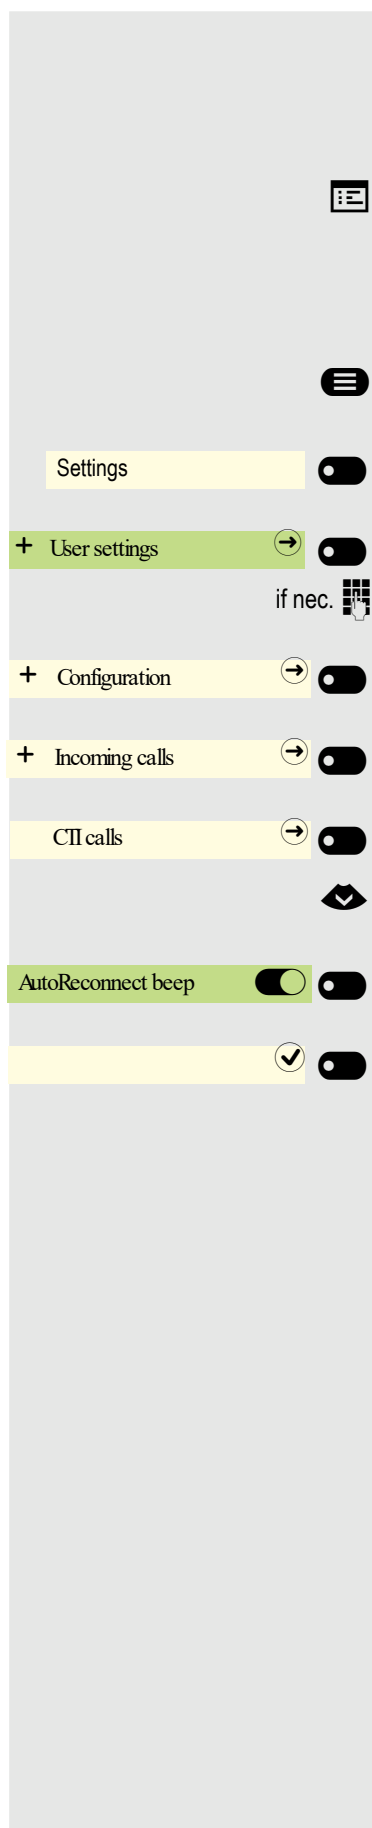 Settings
+ User settings
if nec.
+ Configuration
+ Incoming calls
CTI calls
AutoReconnect beep